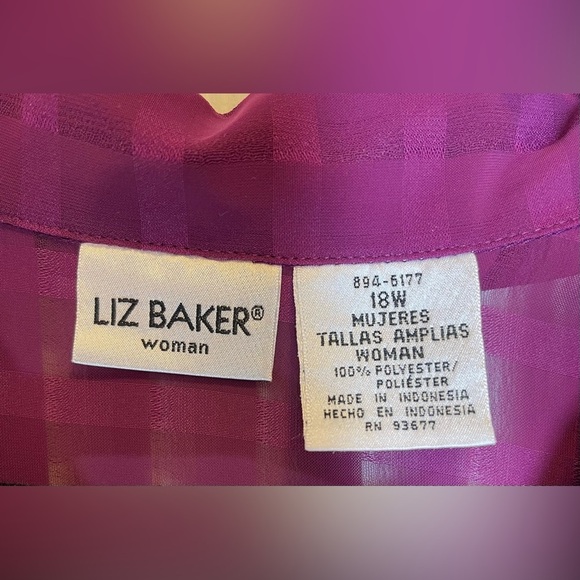 LIZ BAKER®
woman
894-6177
18W
MUJERES
TALLAS AMPLIAS
WOMAN
100% POLYESTER/
POLIÉSTER
MADE IN INDONESIA
HECHO EN INDONESIA
RN 93677